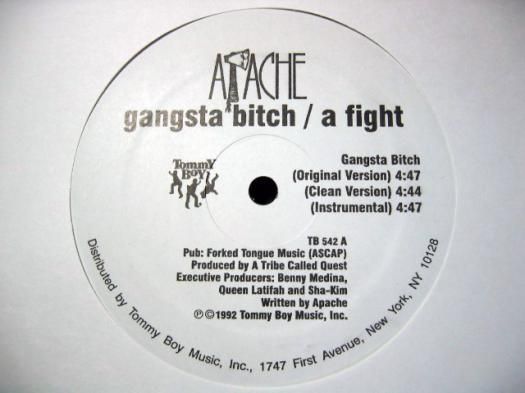 APACHE
gangsta bitch / a fight
Tommy
Boy
Gangsta Bitch
(Original Version) 4:47
(Clean Version) 4:44
(Instrumental) 4:47
TB 542 A
Pub: Forked Tongue Music (ASCAP)
Produced by A Tribe Called Quest
Executive Producers: Benny Medina,
Queen Latifah and Sha-Kim
Written by Apache
℗©1992 Tommy Boy Music, Inc.
Distributed by Tommy Boy Music, Inc., 1747 First Avenue, New York, NY 10128